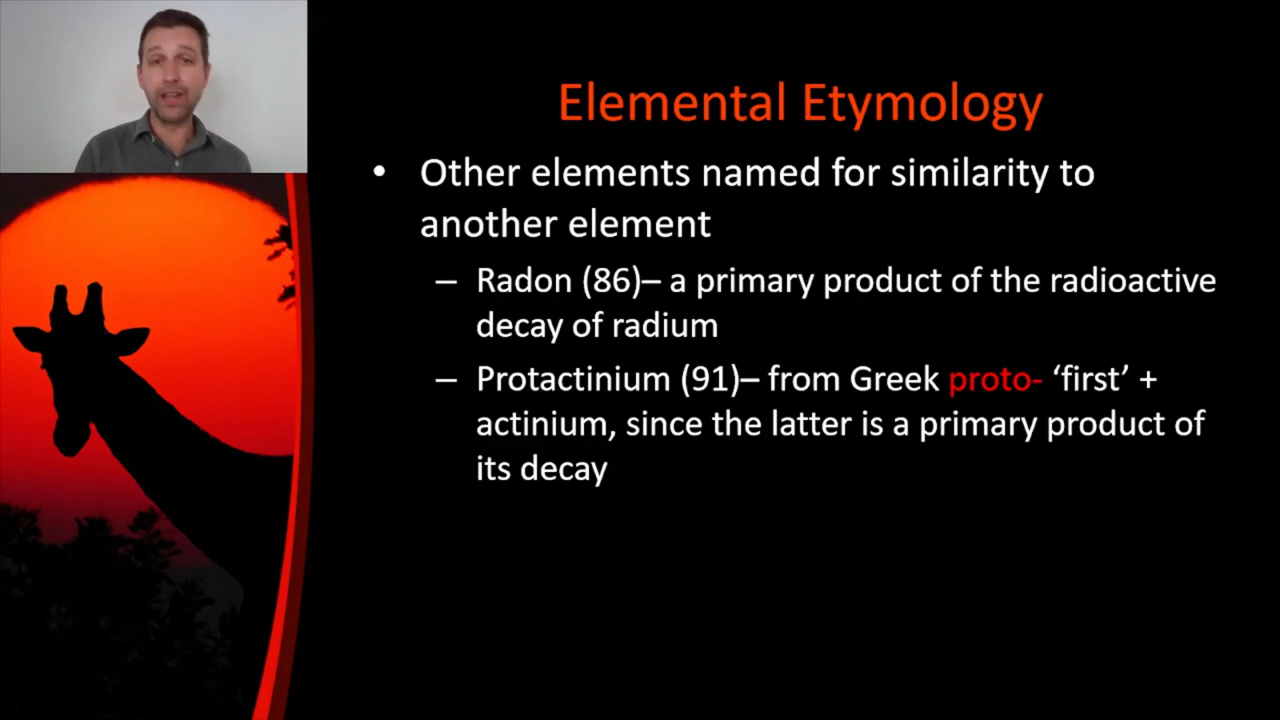 Elemental Etymology
• Other elements named for similarity to
another element
– Radon (86)– a primary product of the radioactive
decay of radium
– Protactinium (91)– from Greek proto- ‘first’ +
actinium, since the latter is a primary product of
its decay